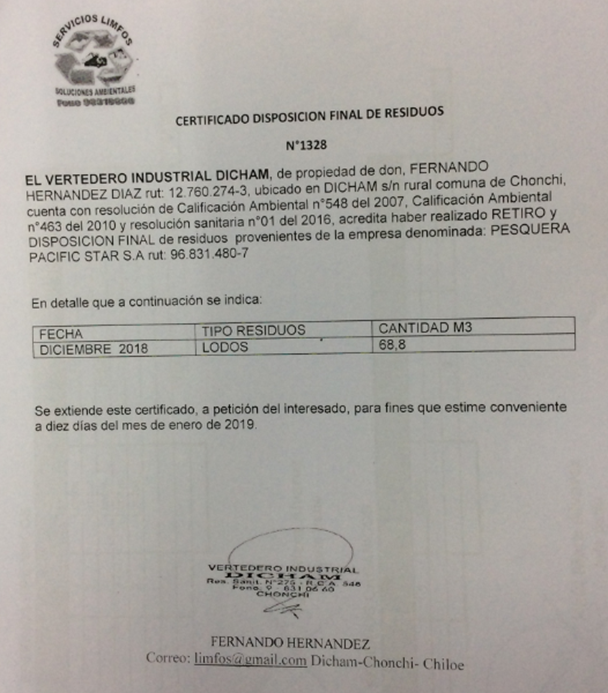 SERVICIOS LIMFOS
SOLUCIONES AMBIENTALES
Fono
CERTIFICADO DISPOSICION FINAL DE RESIDUOS
N°1328
EL VERTEDERO INDUSTRIAL DICHAM, de propiedad de don, FERNANDO
HERNANDEZ DIAZ rut: 12.760.274-3, ubicado en DICHAM s/n rural comuna de Chonchi,
cuenta con resolución de Calificación Ambiental n°548 del 2007, Calificación Ambiental
n°463 del 2010 y resolución sanitaria n°01 del 2016, acredita haber realizado RETIRO y
DISPOSICION FINAL de residuos provenientes de la empresa denominada: PESQUERA
PACIFIC STAR S.A rut: 96.831.480-7
En detalle que a continuación se indica:
FECHA TIPO RESIDUOS CANTIDAD M3
DICIEMBRE 2018 LODOS 68,8
Se extiende este certificado, a petición del interesado, para fines que estime conveniente
a diez días del mes de enero de 2019.
VERTEDERO INDUSTRIAL
DICHAM
Res. Sanit. N°275 - R.C.A 548
Fono: 9 - 631 06 60
CHONCHI
FERNANDO HERNANDEZ
Correo: limfos@gmail.com Dicham-Chonchi- Chiloe